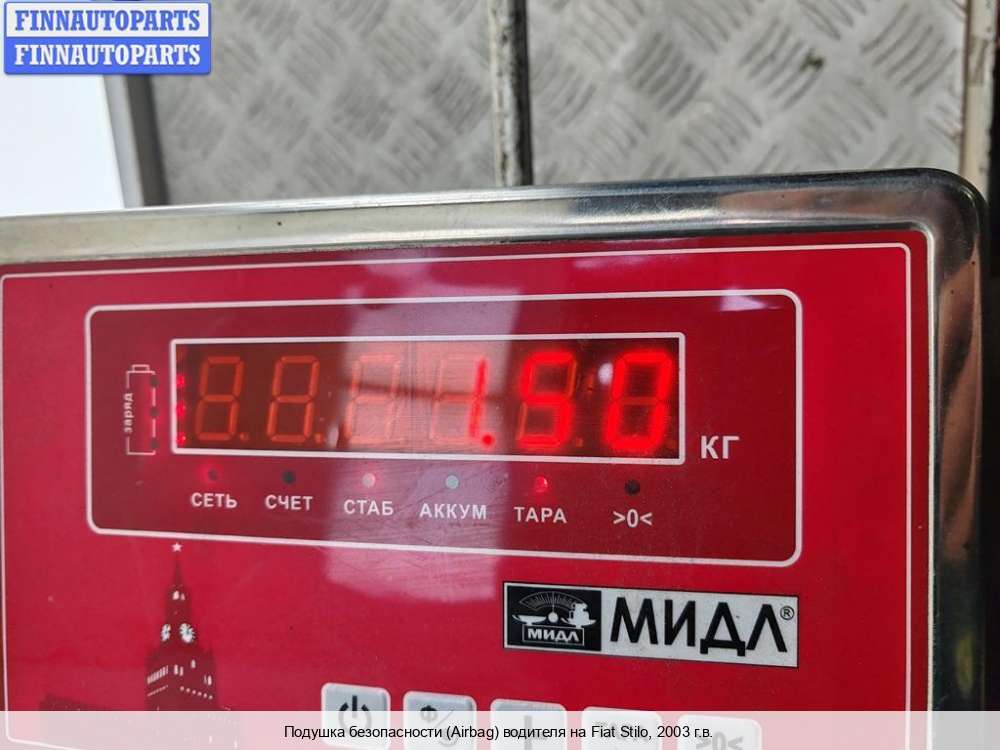 FINNAUTOPARTS
FINNAUTOPARTS
заряд
1.50
КГ
СЕТЬ СЧЕТ СТАБ АККУМ ТАРА >0<
МИДЛ
МИДЛ®
>0<
Подушка безопасности (Airbag) водителя на Fiat Stilo, 2003 г.в.